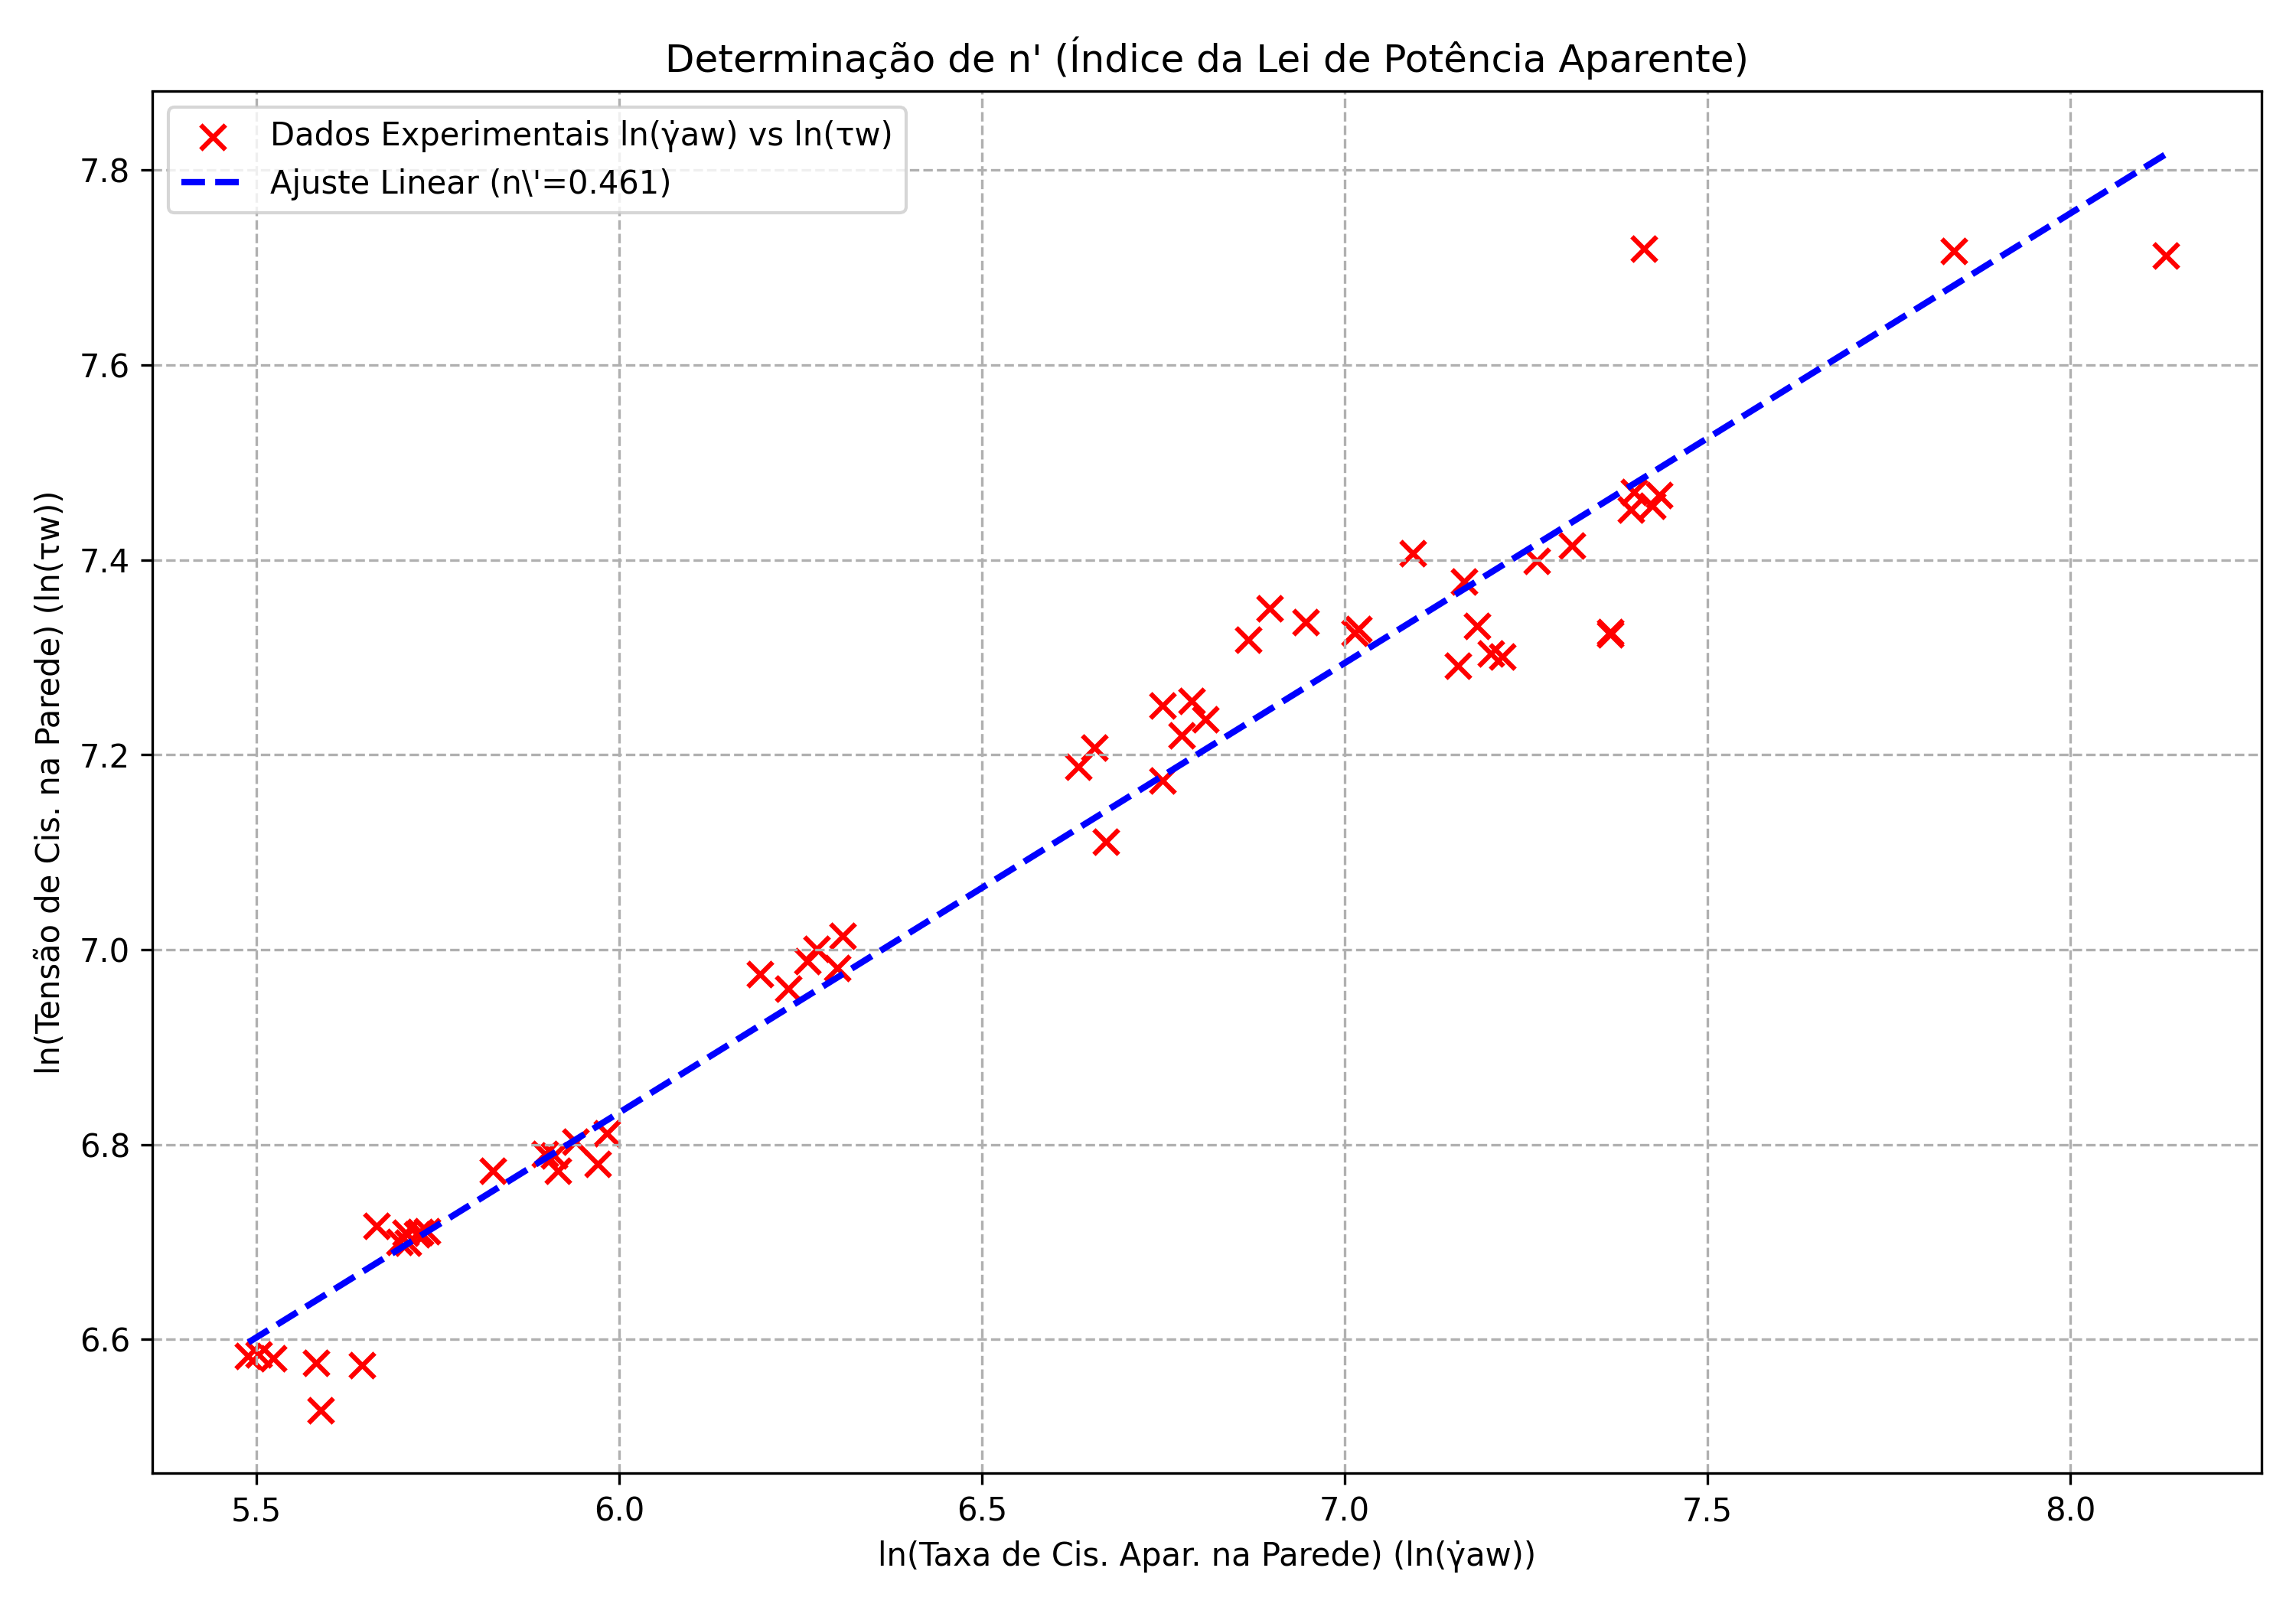 Determinação de n' (Índice da Lei de Potência Aparente)
Dados Experimentais ln(γ̇aw) vs ln(τw)
Ajuste Linear (n\'=0.461)
ln(Tensão de Cis. na Parede) (ln(τw))
7.8
7.6
7.4
7.2
7.0
6.8
6.6
5.5
6.0
6.5
7.0
7.5
8.0
ln(Taxa de Cis. Apar. na Parede) (ln(γ̇aw))